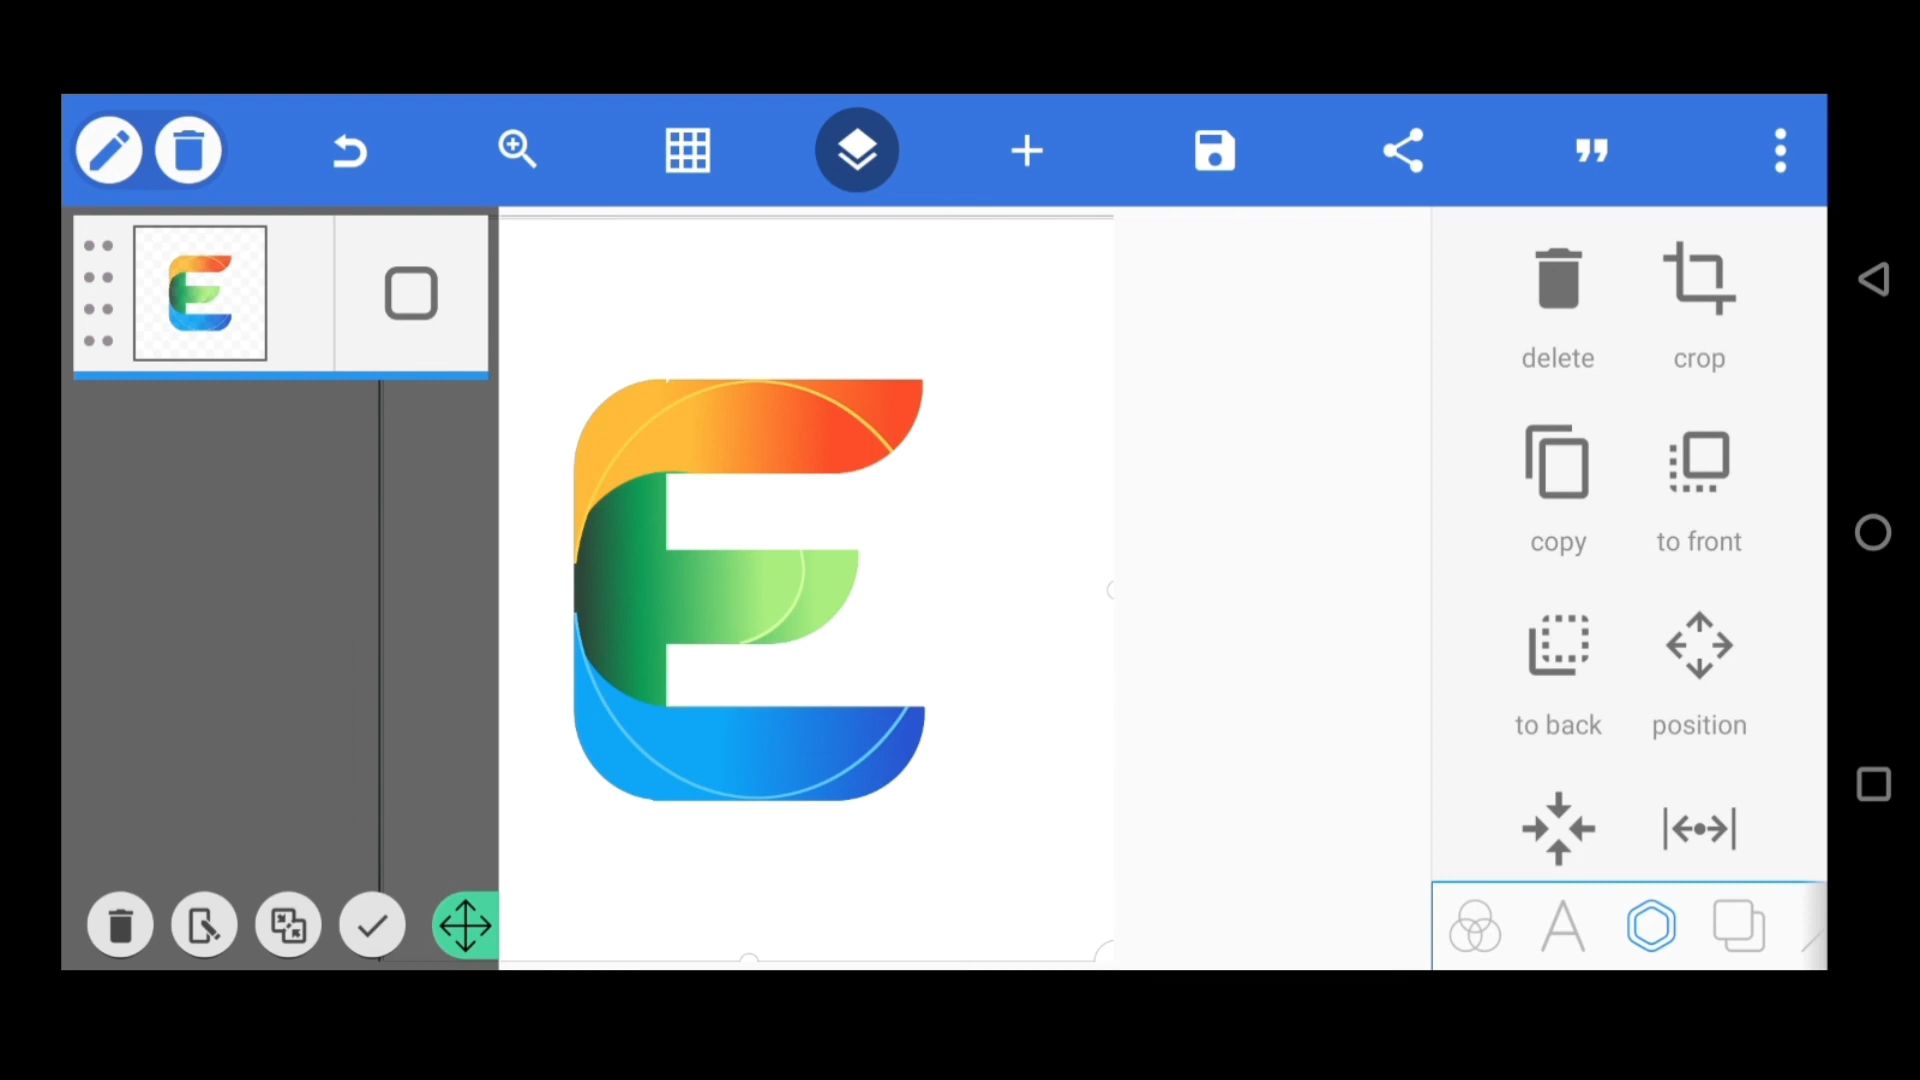 E
E
delete crop
copy to front
to back position
A